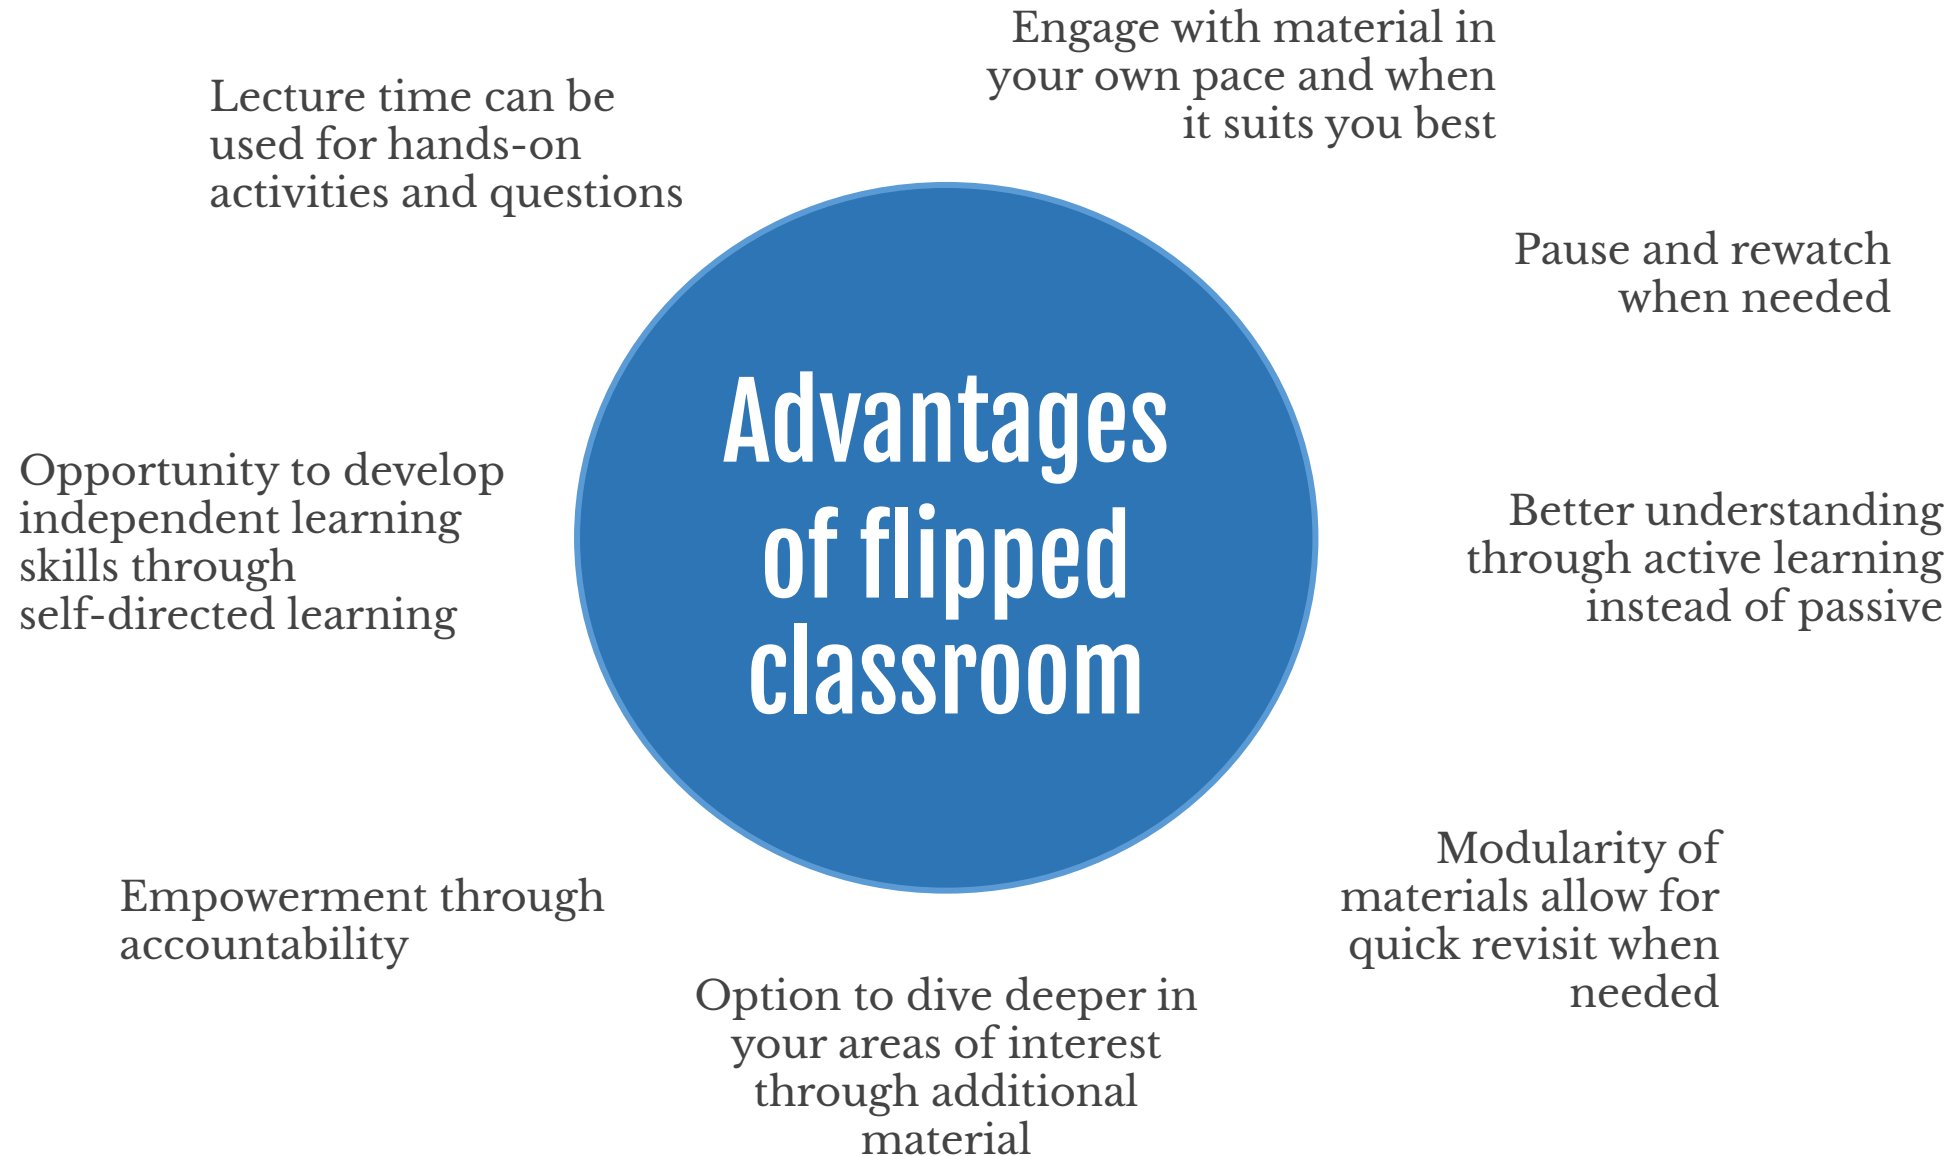 Engage with material in
your own pace and when
it suits you best
Lecture time can be
used for hands-on
activities and questions
Pause and rewatch
when needed
Advantages
of flipped
classroom
Opportunity to develop
independent learning
skills through
self-directed learning
Better understanding
through active learning
instead of passive
Modularity of
materials allow for
quick revisit when
needed
Empowerment through
accountability
Option to dive deeper in
your areas of interest
through additional
material